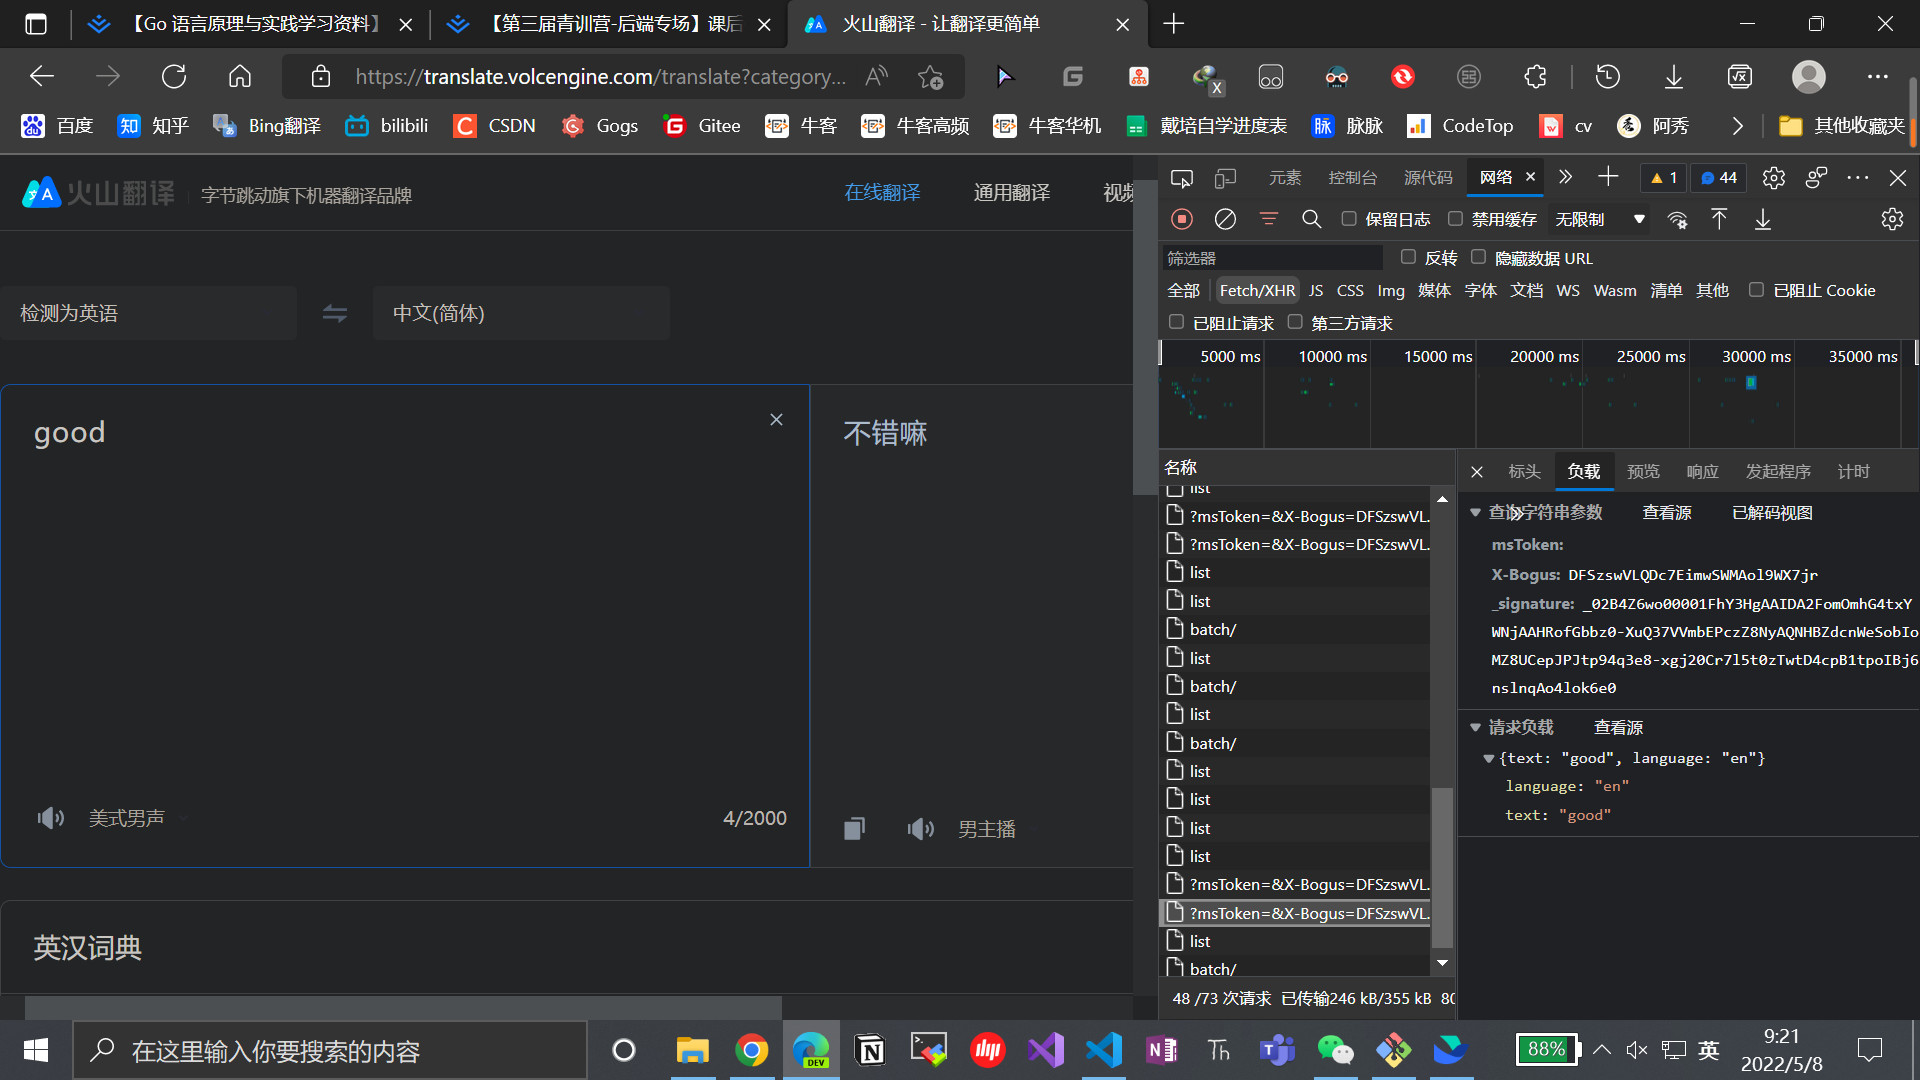 【Go 语言原理与实践学习资料】
【第三届青训营-后端专场】课后
火山翻译 - 让翻译更简单
https://translate.volcengine.com/translate?category...
百度
知乎
Bing翻译
bilibili
CSDN
Gogs
Gitee
牛客
牛客高频
牛客华机
戴培自学进度表
脉脉
CodeTop
cv
阿秀
其他收藏夹
火山翻译
字节跳动旗下机器翻译品牌
在线翻译
通用翻译
视频
检测为英语
中文(简体)
good
不错嘛
美式男声
4/2000
男主播
英汉词典
元素
控制台
源代码
网络
1
44
保留日志
禁用缓存
无限制
筛选器
反转
隐藏数据 URL
全部
Fetch/XHR
JS
CSS
Img
媒体
字体
文档
WS
Wasm
清单
其他
已阻止 Cookie
已阻止请求
第三方请求
5000 ms
10000 ms
15000 ms
20000 ms
25000 ms
30000 ms
35000 ms
名称
list
?msToken=&X-Bogus=DFSzswVL.
?msToken=&X-Bogus=DFSzswVL.
list
list
batch/
list
batch/
list
batch/
list
list
list
list
?msToken=&X-Bogus=DFSzswVL.
?msToken=&X-Bogus=DFSzswVL.
list
batch/
48 /73 次请求
已传输246 kB/355 kB
80
标头
负载
预览
响应
发起程序
计时
查询字符串参数
查看源
已解码视图
msToken:
X-Bogus: DFSzswVLQDc7EimwSWMAol9WX7jr
_signature: _02B4Z6wo00001FhY3HgAAIDA2FomOmhG4txY
WNjAAHRofGbbz0-XuQ37VVmbEPczZ8NyAQNHBZdcnWeSobIo
MZ8UCepJPJtp94q3e8-xgj20Cr7l5t0zTwtD4cpB1tpoIBj6
nslnqAo4lok6e0
请求负载
查看源
{text: "good", language: "en"}
language: "en"
text: "good"
在这里输入你要搜索的内容
88%
英
9:21
2022/5/8